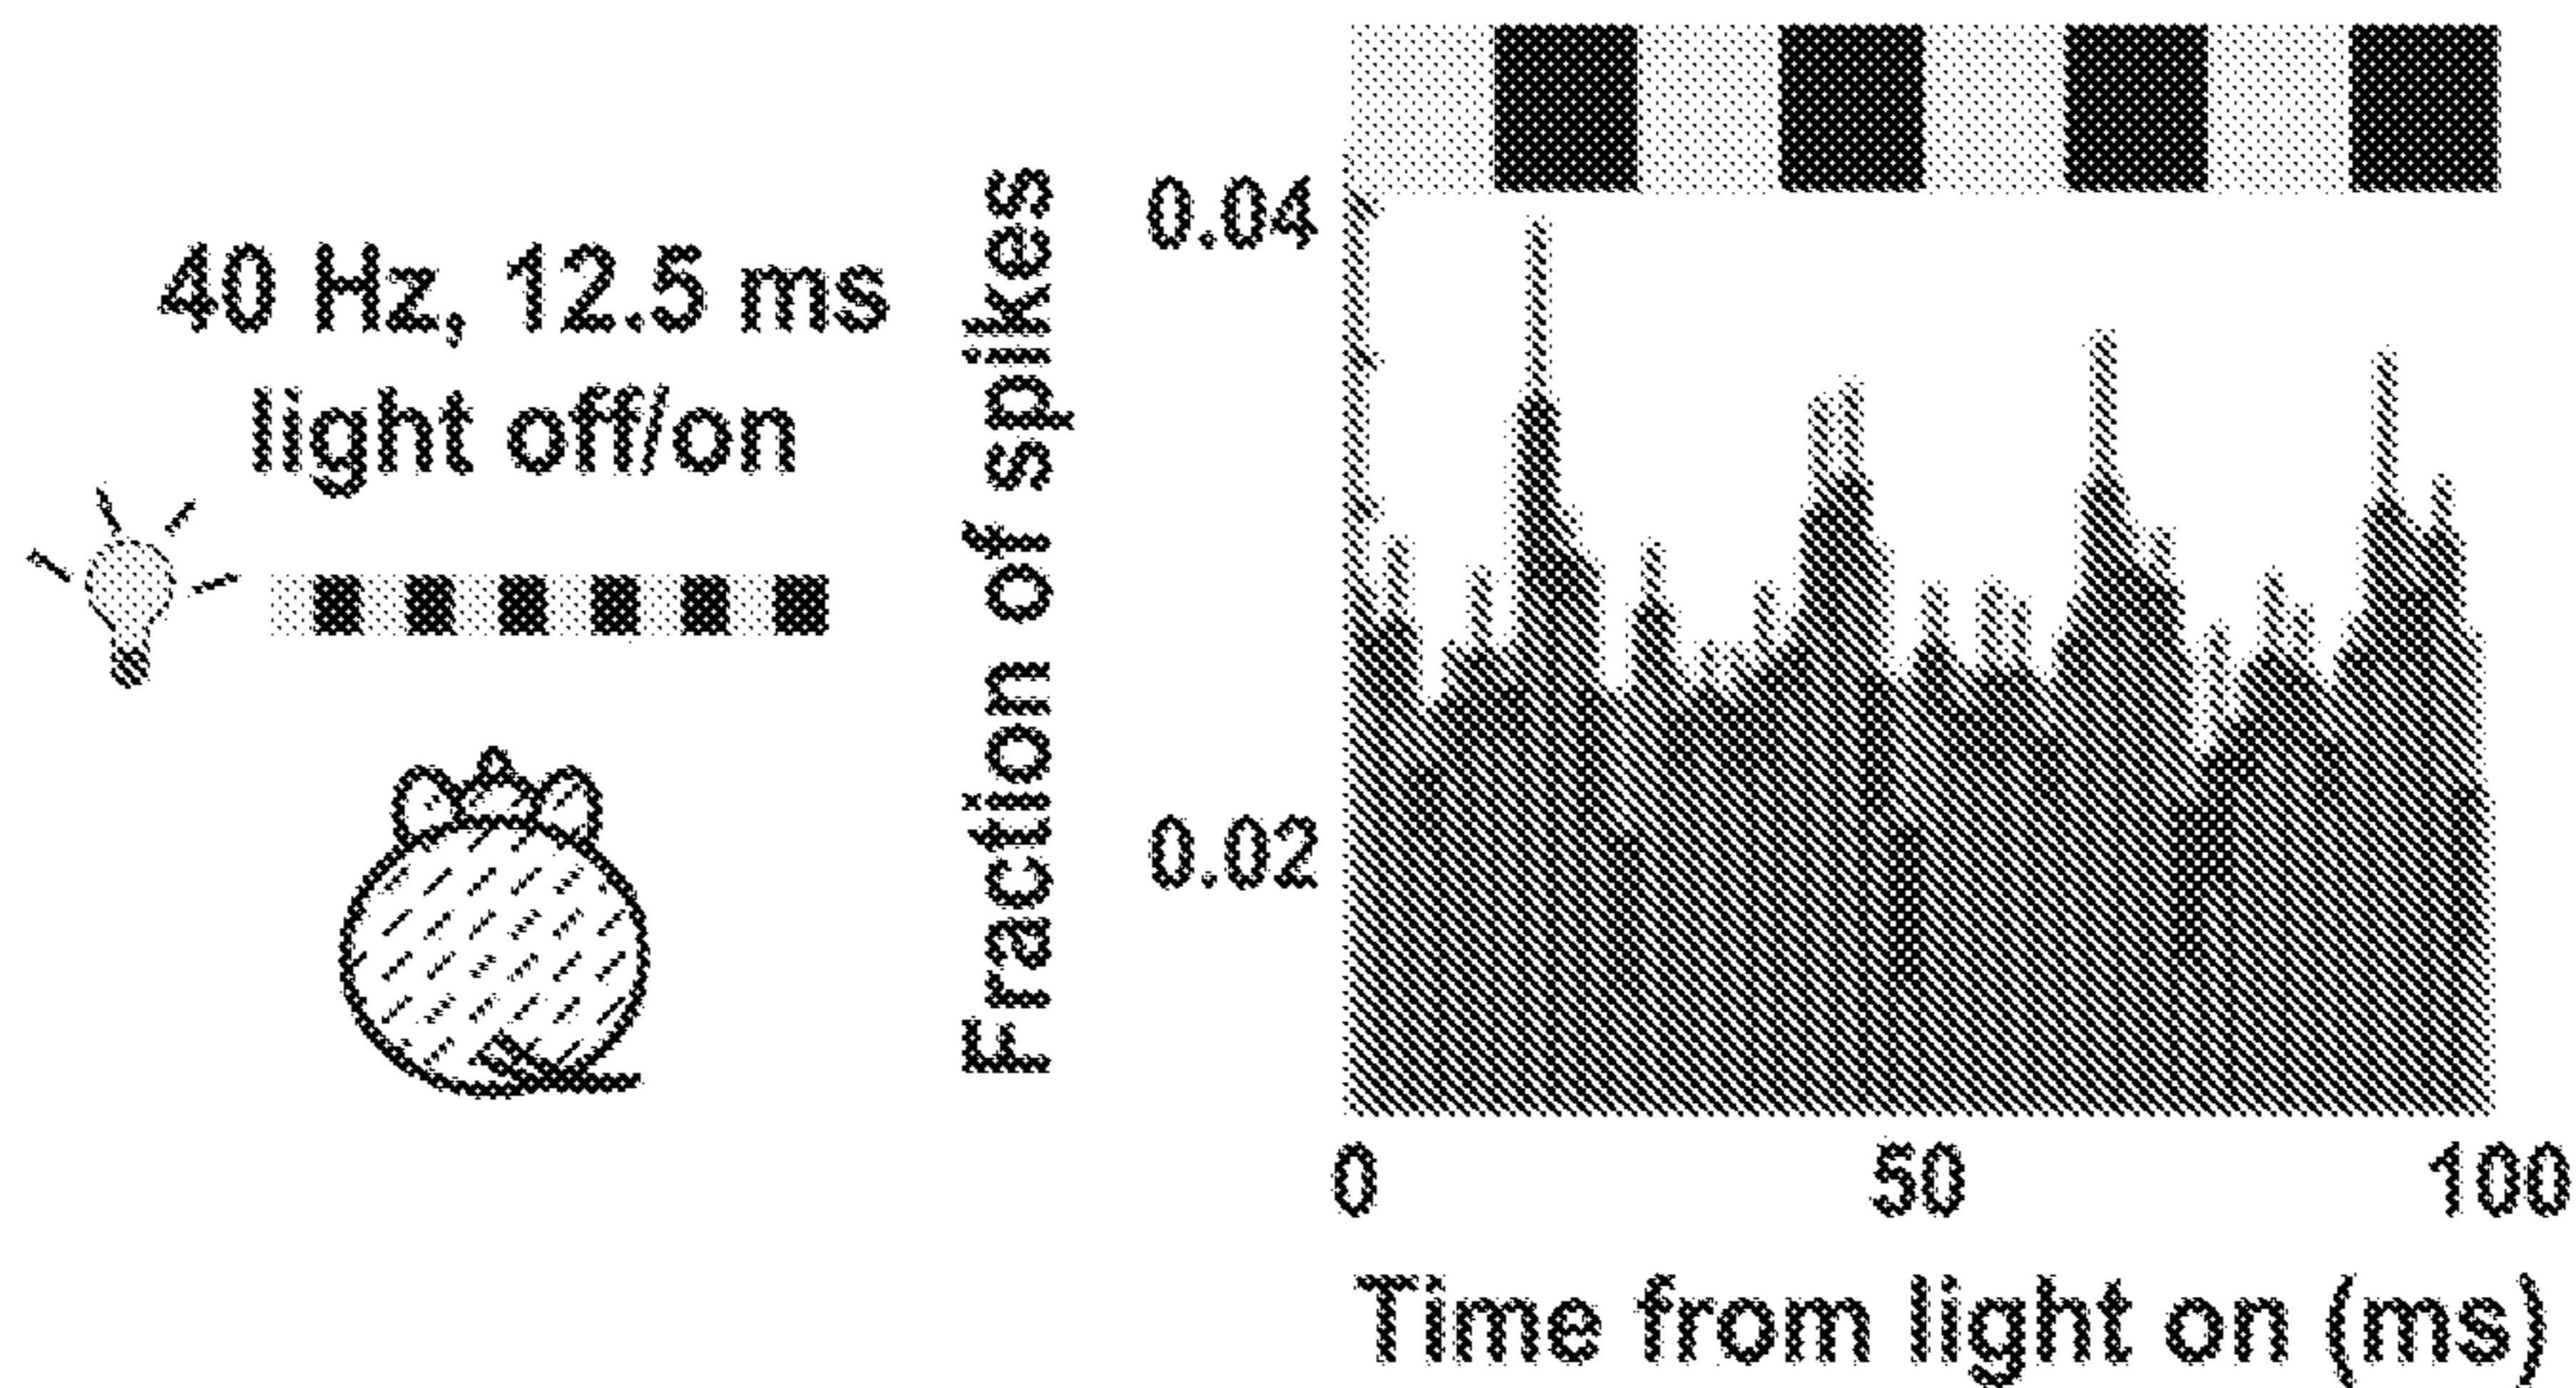 40 Hz, 12.5 ms
light off/on
Fraction of spikes
0.04
0.02
0
50
100
Time from light on (ms)